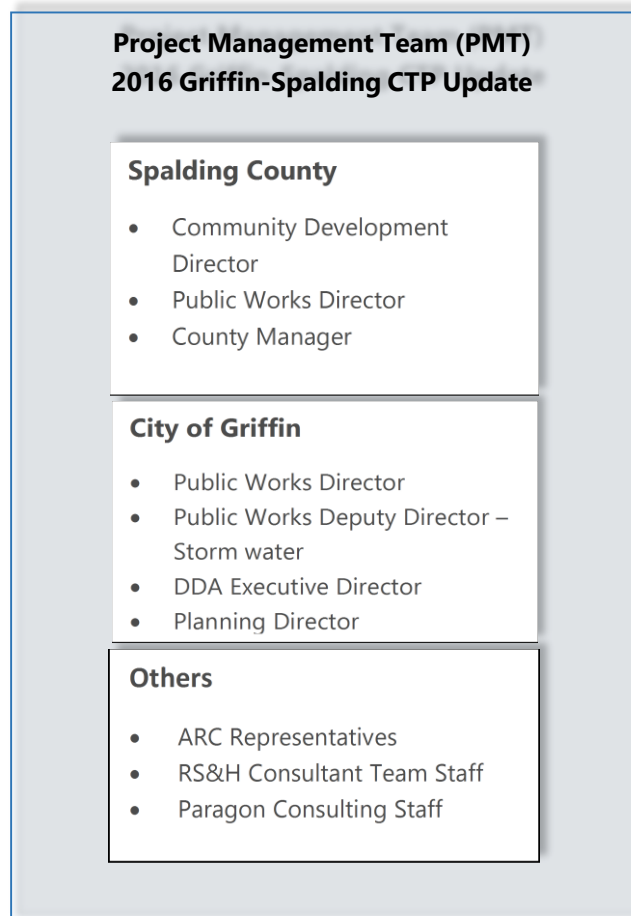 Project Management Team (PMT)
2016 Griffin-Spalding CTP Update
Spalding County
• Community Development
Director
• Public Works Director
• County Manager
City of Griffin
• Public Works Director
• Public Works Deputy Director –
Storm water
• DDA Executive Director
• Planning Director
Others
• ARC Representatives
• RS&H Consultant Team Staff
• Paragon Consulting Staff